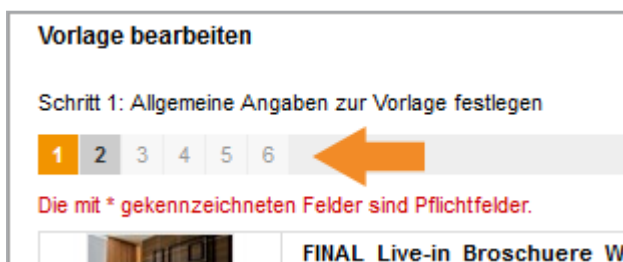 Vorlage bearbeiten
Schritt 1: Allgemeine Angaben zur Vorlage festlegen
1 2 3 4 5 6
Die mit * gekennzeichneten Felder sind Pflichtfelder.
FINAL Live-in Broschuere W